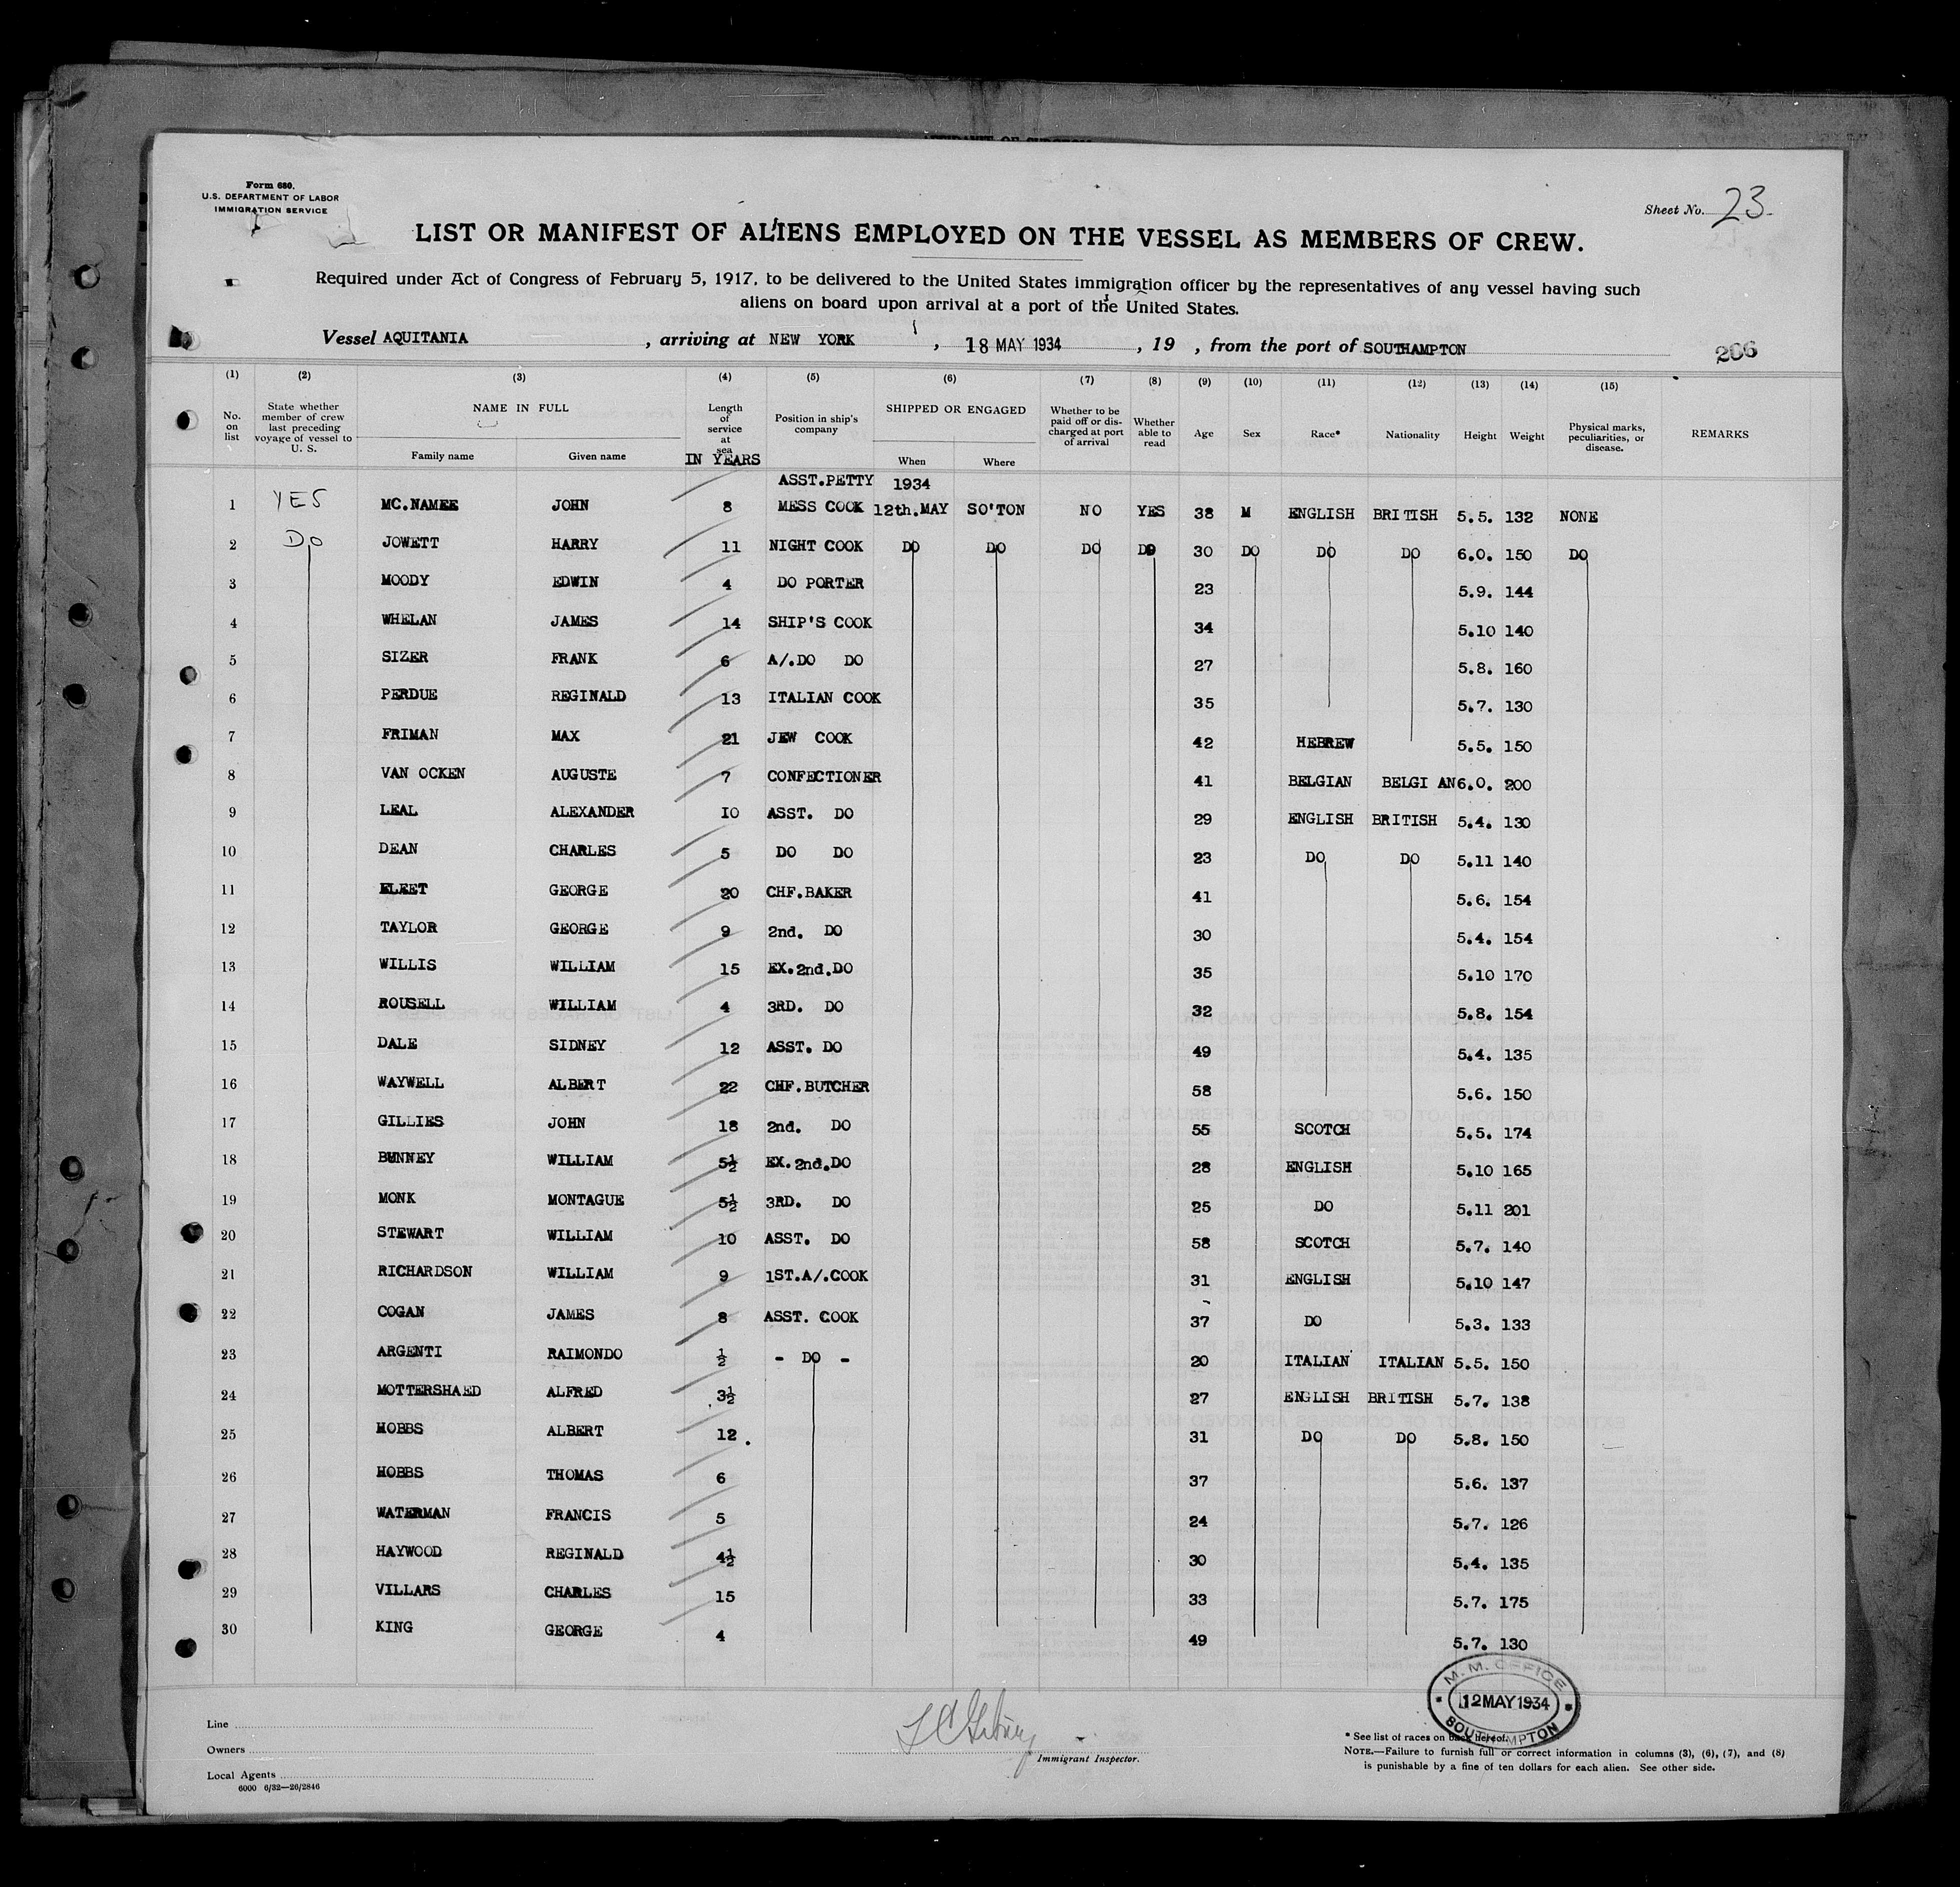 Form 680.
U.S. DEPARTMENT OF LABOR
IMMIGRATION SERVICE
Sheet No. 23
LIST OR MANIFEST OF ALIENS EMPLOYED ON THE VESSEL AS MEMBERS OF CREW.
Required under Act of Congress of February 5, 1917, to be delivered to the United States immigration officer by the representatives of any vessel having such
aliens on board upon arrival at a port of the United States.
Vessel AQUITANIA , arriving at NEW YORK , 18 MAY 1934 , 19 , from the port of SOUTHAMPTON
206
(1) (2) (3) (4) (5) (6) (7) (8) (9) (10) (11) (12) (13) (14) (15)
No. on list State whether member of crew last preceding voyage of vessel to U. S. NAME IN FULL Family name Given name Length of service at sea IN YEARS Position in ship's company SHIPPED OR ENGAGED When Where Whether to be paid off or discharged at port of arrival Whether able to read Age Sex Race* Nationality Height Weight Physical marks, peculiarities, or disease. REMARKS
ASST.PETTY 1934
1 YES MC.NAMEE JOHN 8 MESS COOK 12th.MAY SO'TON NO YES 38 M ENGLISH BRITISH 5.5. 132 NONE
2 DO JOWETT HARRY 11 NIGHT COOK DO DO DO DO 30 DO DO DO 6.0. 150 DO
3 MOODY EDWIN 4 DO PORTER 23 5.9. 144
4 WHELAN JAMES 14 SHIP'S COOK 34 5.10 140
5 SIZER FRANK 6 A/.DO DO 27 5.8. 160
6 PERDUE REGINALD 13 ITALIAN COOK 35 5.7. 130
7 FRIMAN MAX 21 JEW COOK 42 HEBREW 5.5. 150
8 VAN OCKEN AUGUSTE 7 CONFECTIONER 41 BELGIAN BELGIAN 6.0. 200
9 LEAL ALEXANDER 10 ASST. DO 29 ENGLISH BRITISH 5.4. 130
10 DEAN CHARLES 5 DO DO 23 DO DO 5.11 140
11 GEORGE 20 CHF.BAKER 41 5.6. 154
12 TAYLOR GEORGE 9 2nd. DO 30 5.4. 154
13 WILLIS WILLIAM 15 EX.2nd.DO 35 5.10 170
14 ROUSELL WILLIAM 4 3RD. DO 32 5.8. 154
15 DALE SIDNEY 12 ASST. DO 49 5.4. 135
16 WAYWELL ALBERT 22 CHF.BUTCHER 58 5.6. 150
17 GILLIES JOHN 18 2nd. DO 55 SCOTCH 5.5. 174
18 BUNNEY WILLIAM 5½ EX.2nd.DO 28 ENGLISH 5.10 165
19 MONK MONTAGUE 5½ 3RD. DO 25 DO 5.11 201
20 STEWART WILLIAM 10 ASST. DO 58 SCOTCH 5.7. 140
21 RICHARDSON WILLIAM 9 1ST.A/.COOK 31 ENGLISH 5.10 147
22 COGAN JAMES 8 ASST. COOK 37 DO 5.3. 133
23 ARGENTI RAIMONDO ½ - DO - 20 ITALIAN ITALIAN 5.5. 150
24 MOTTERSHAED ALFRED 3½ 27 ENGLISH BRITISH 5.7. 138
25 HOBBS ALBERT 12 . 31 DO DO 5.8. 150
26 HOBBS THOMAS 6 37 5.6. 137
27 WATERMAN FRANCIS 5 24 5.7. 126
28 HAYWOOD REGINALD 4½ 30 5.4. 135
29 VILLARS CHARLES 15 33 5.7. 175
30 KING GEORGE 4 49 5.7. 130
M. M. OFFICE
12 MAY 1934
SOUTHAMPTON
Line
Owners
Local Agents
6000 6/32—26/2846
Immigrant Inspector.
* See list of races on back hereof.
NOTE.—Failure to furnish full or correct information in columns (3), (6), (7), and (8)
is punishable by a fine of ten dollars for each alien. See other side.